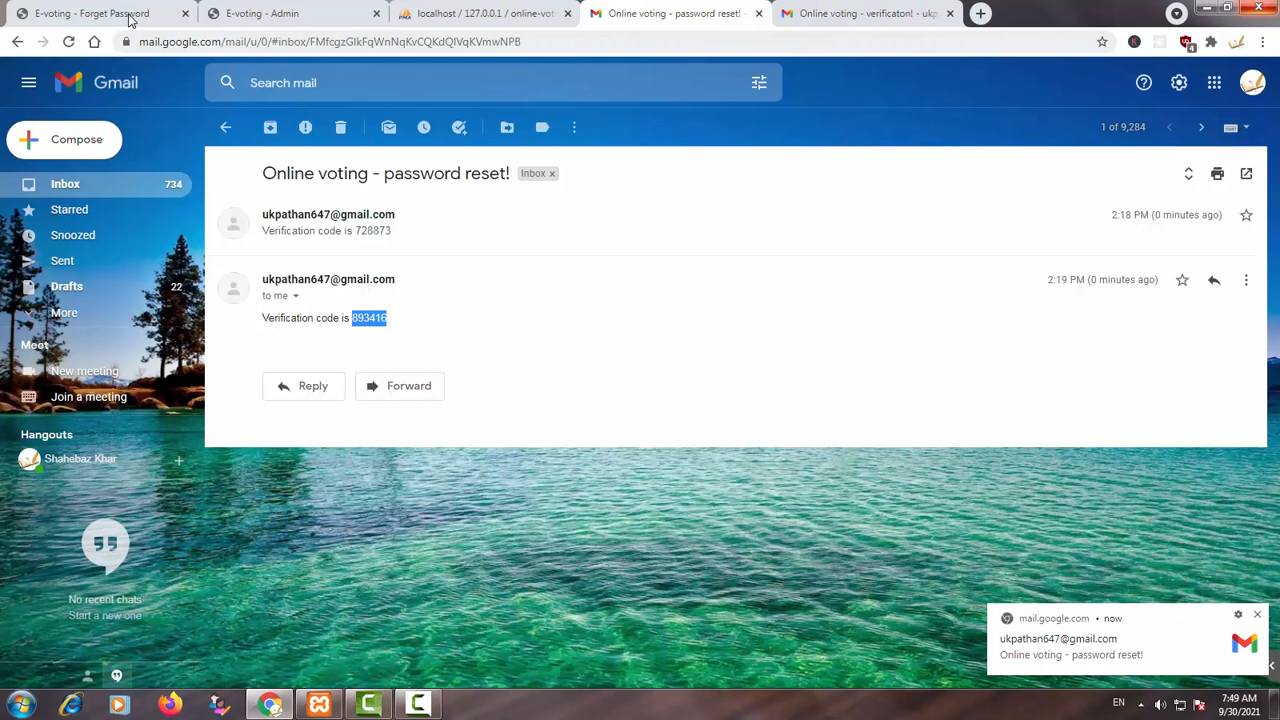 E-voting - Forget Password
E-voting - Admin
localhost / 127.0.0.1 / online-vo
Online voting - password reset! -
Online voting - verificaton! - ukp
mail.google.com/mail/u/0/#inbox/FMfcgzGlkFqWnNqKvCQKdQlVqKVmwNPB
4
Gmail
Search mail
Compose
1 of 9,284
Inbox 734
Starred
Snoozed
Sent
Drafts 22
More
Meet
New meeting
Join a meeting
Hangouts
Shahebaz Khan
No recent chats
Start a new one
Online voting - password reset! Inbox x
ukpathan647@gmail.com 2:18 PM (0 minutes ago)
Verification code is 728873
ukpathan647@gmail.com 2:19 PM (0 minutes ago)
to me
Verification code is 893416
Reply Forward
mail.google.com • now
ukpathan647@gmail.com
Online voting - password reset!
EN
7:49 AM
9/30/2021